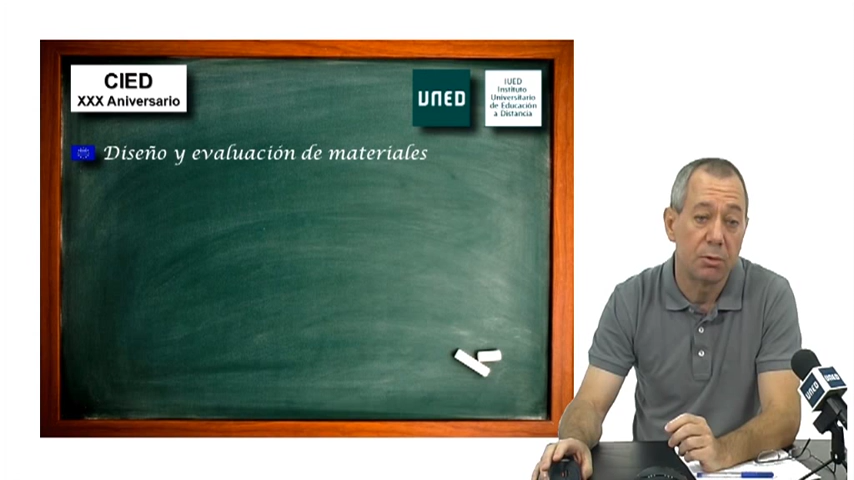 CIED
XXX Aniversario
UNED
IUED
Instituto
Universitario
de Educación
a Distancia
Diseño y evaluación de materiales
UNED
UNED